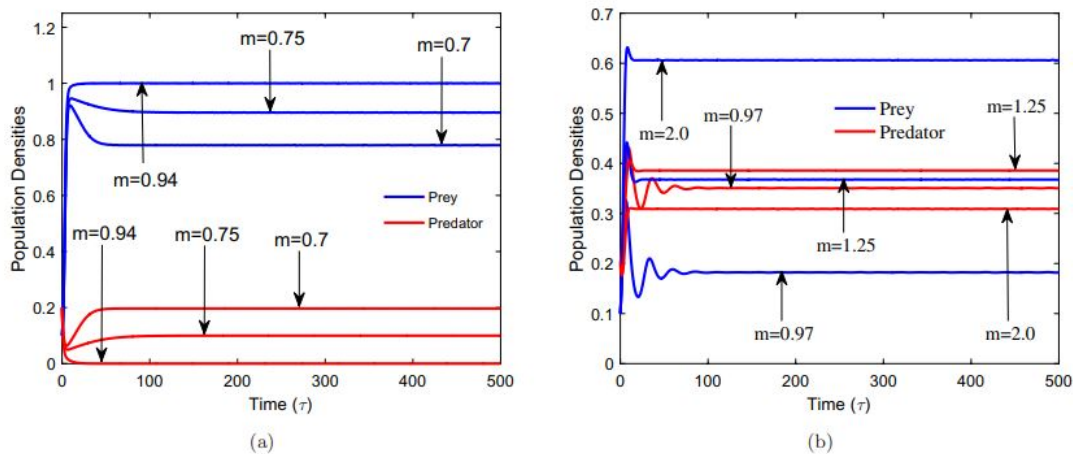 1.2
1
0.8
0.6
0.4
0.2
0
Population Densities
m=0.75
m=0.7
m=0.94
Prey
Predator
m=0.94
m=0.75
m=0.7
0 100 200 300 400 500
Time (τ)
(a)
0.7
0.6
0.5
0.4
0.3
0.2
0.1
0
Population Densities
m=2.0
m=0.97
Prey
Predator
m=1.25
m=1.25
m=0.97
m=2.0
0 100 200 300 400 500
Time (τ)
(b)